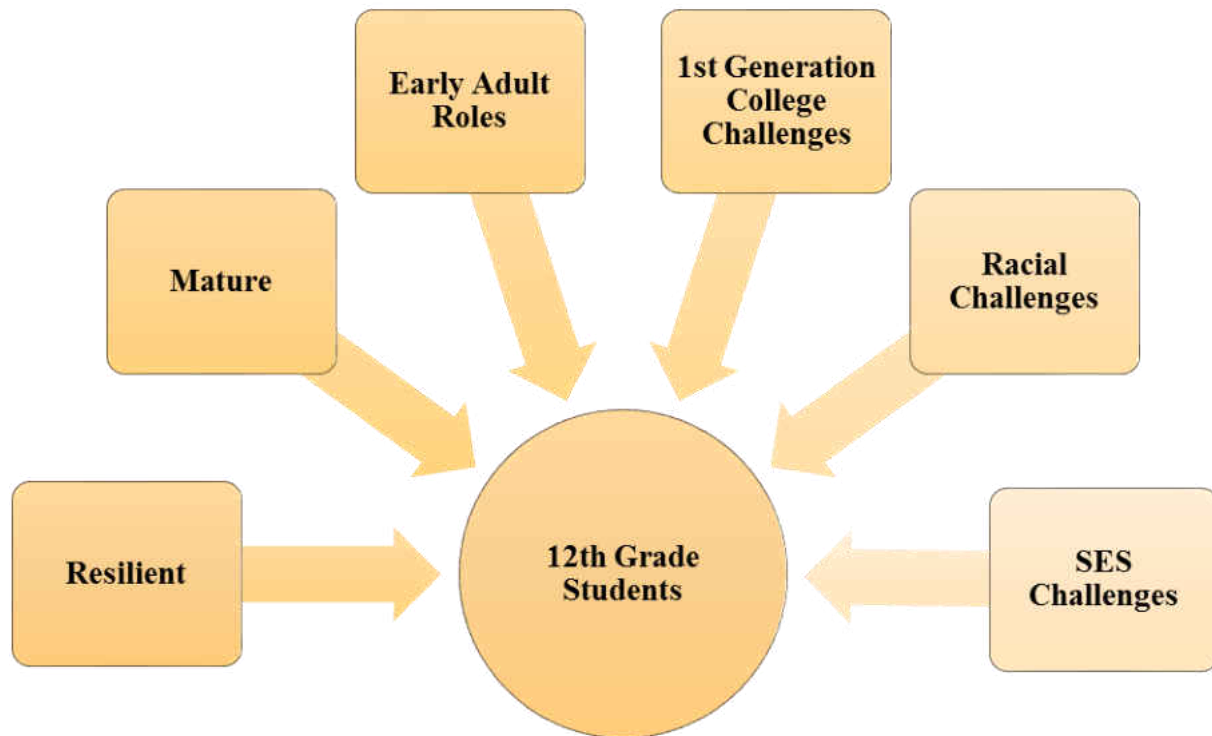 Early Adult
Roles
1st Generation
College
Challenges
Mature
Racial
Challenges
Resilient
12th Grade
Students
SES
Challenges